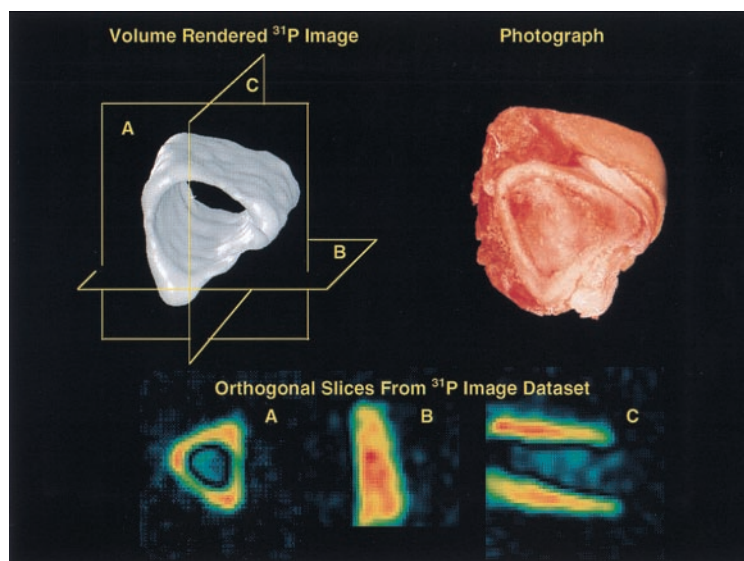 Volume Rendered ³¹P Image
Photograph
C
A
B
Orthogonal Slices From ³¹P Image Dataset
A
B
C